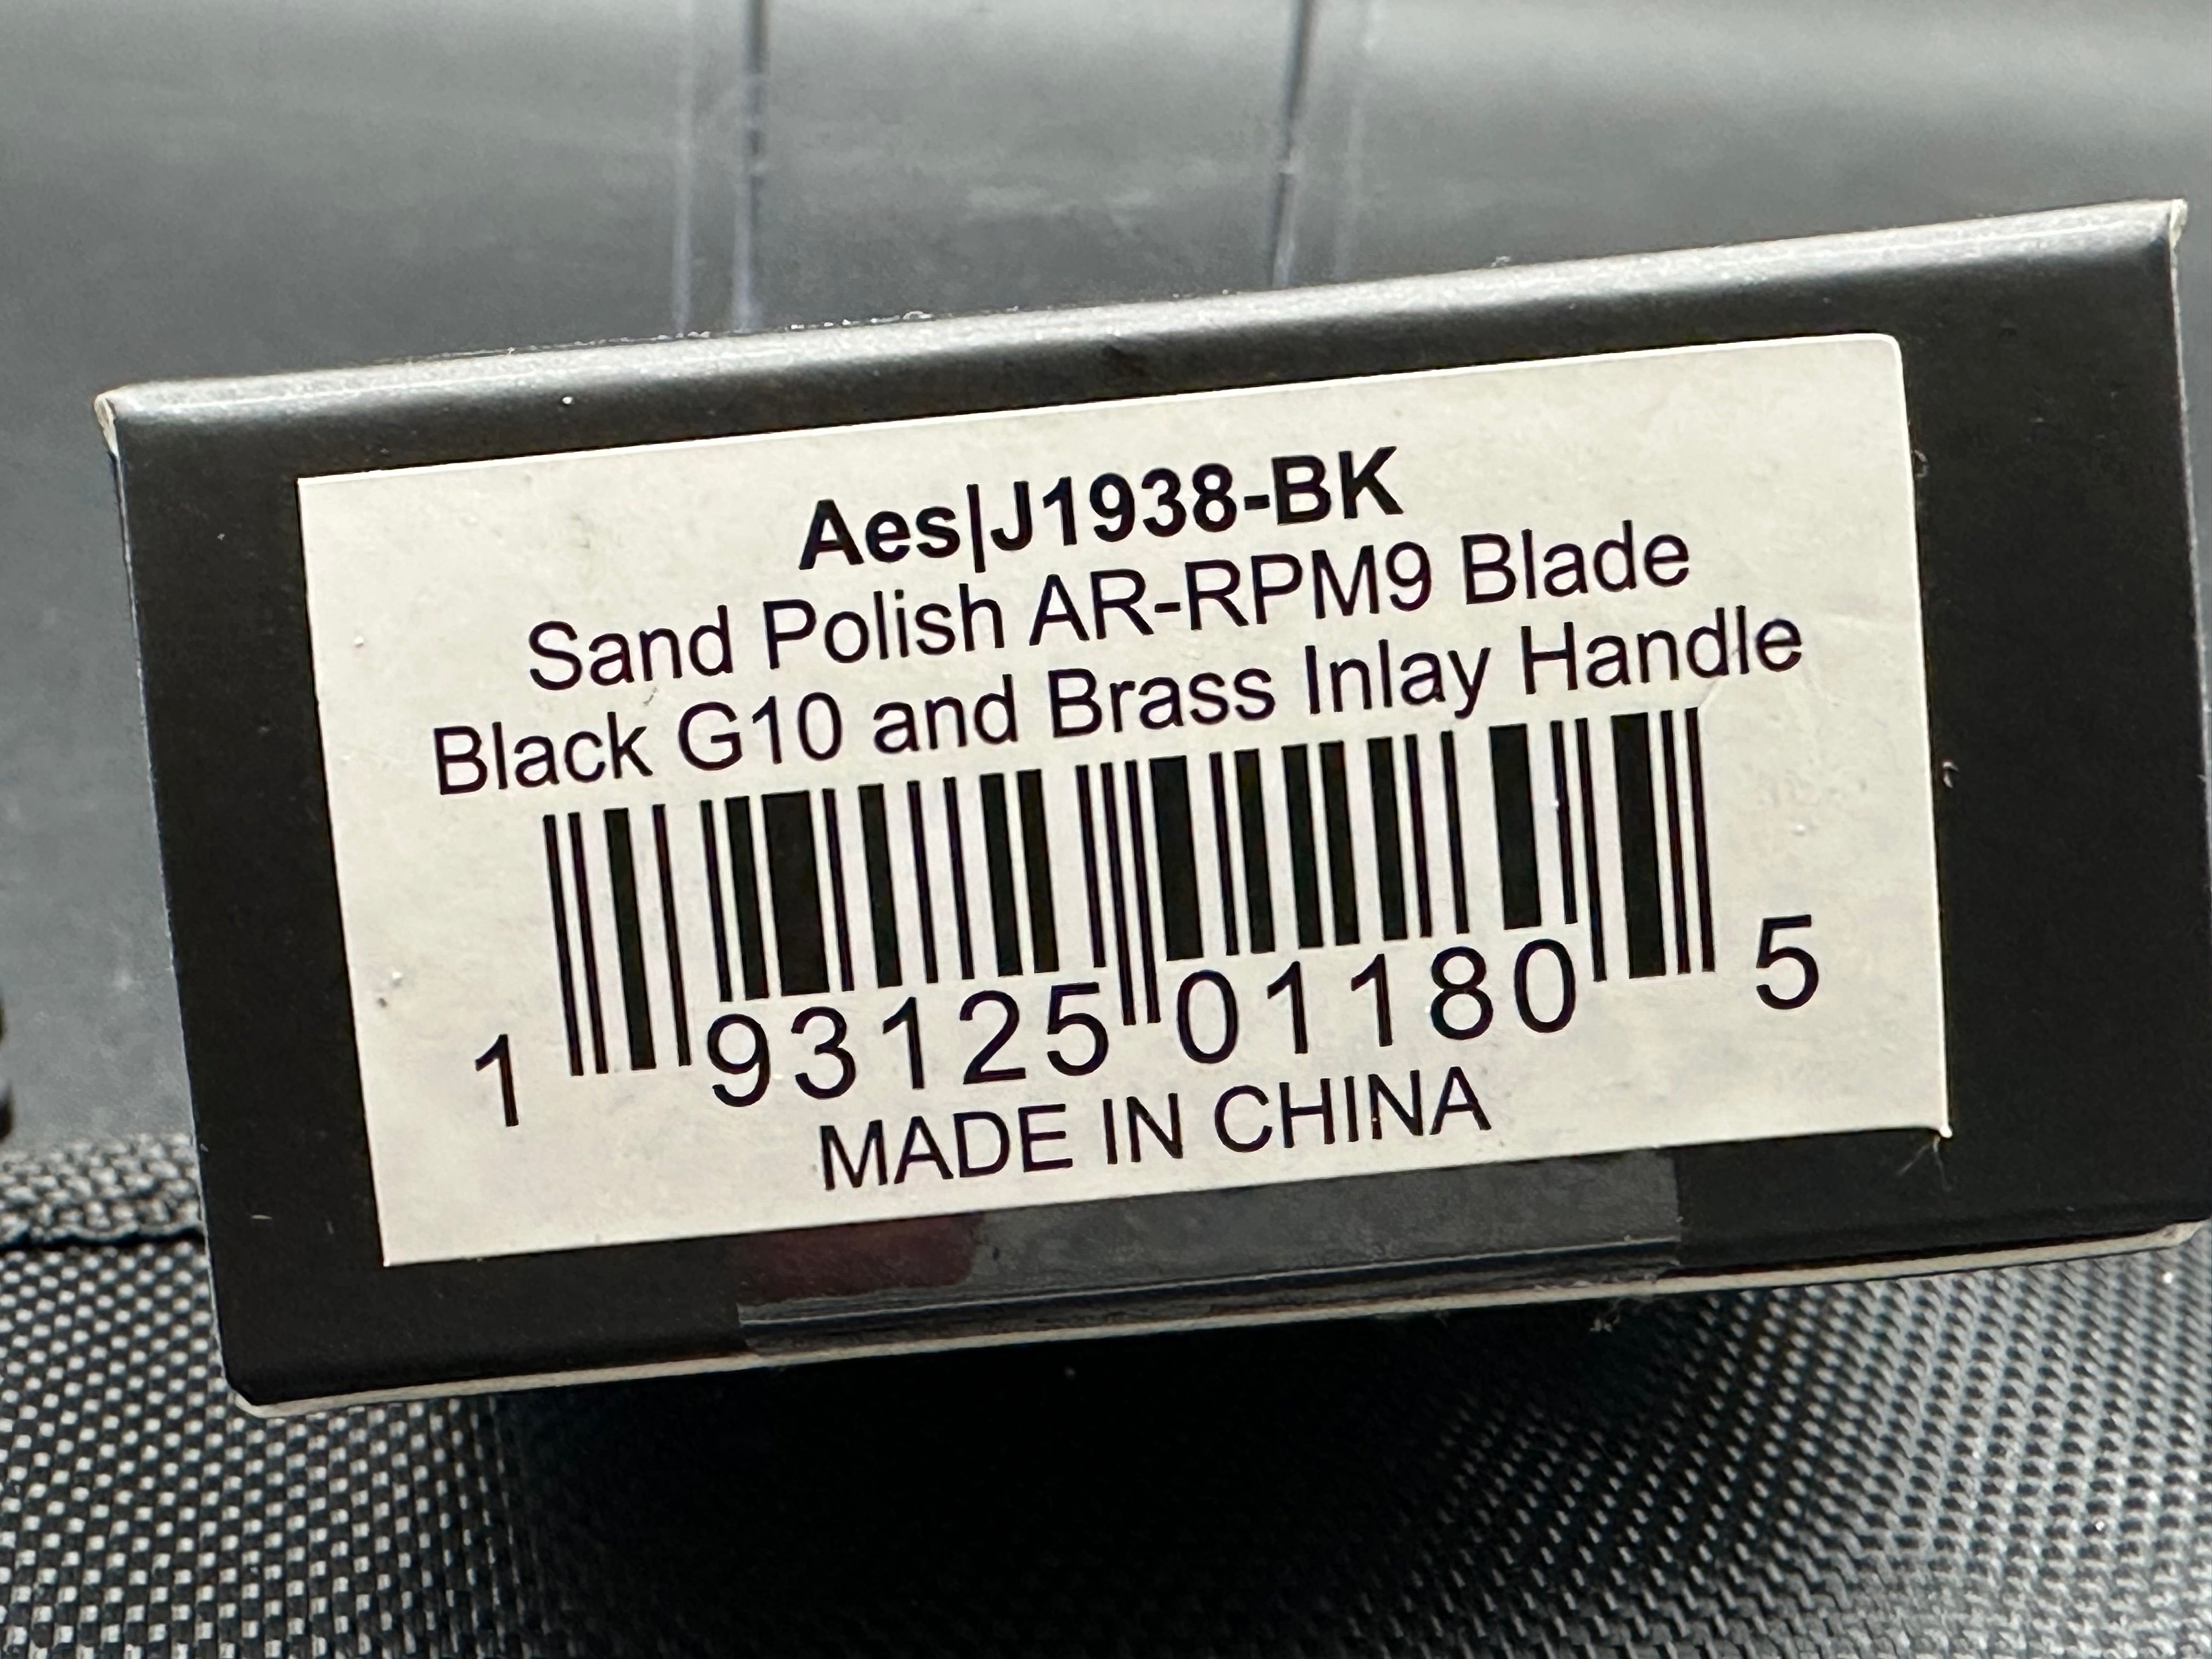 Aes|J1938-BK
Sand Polish AR-RPM9 Blade
Black G10 and Brass Inlay Handle
1 93125 01180 5
MADE IN CHINA